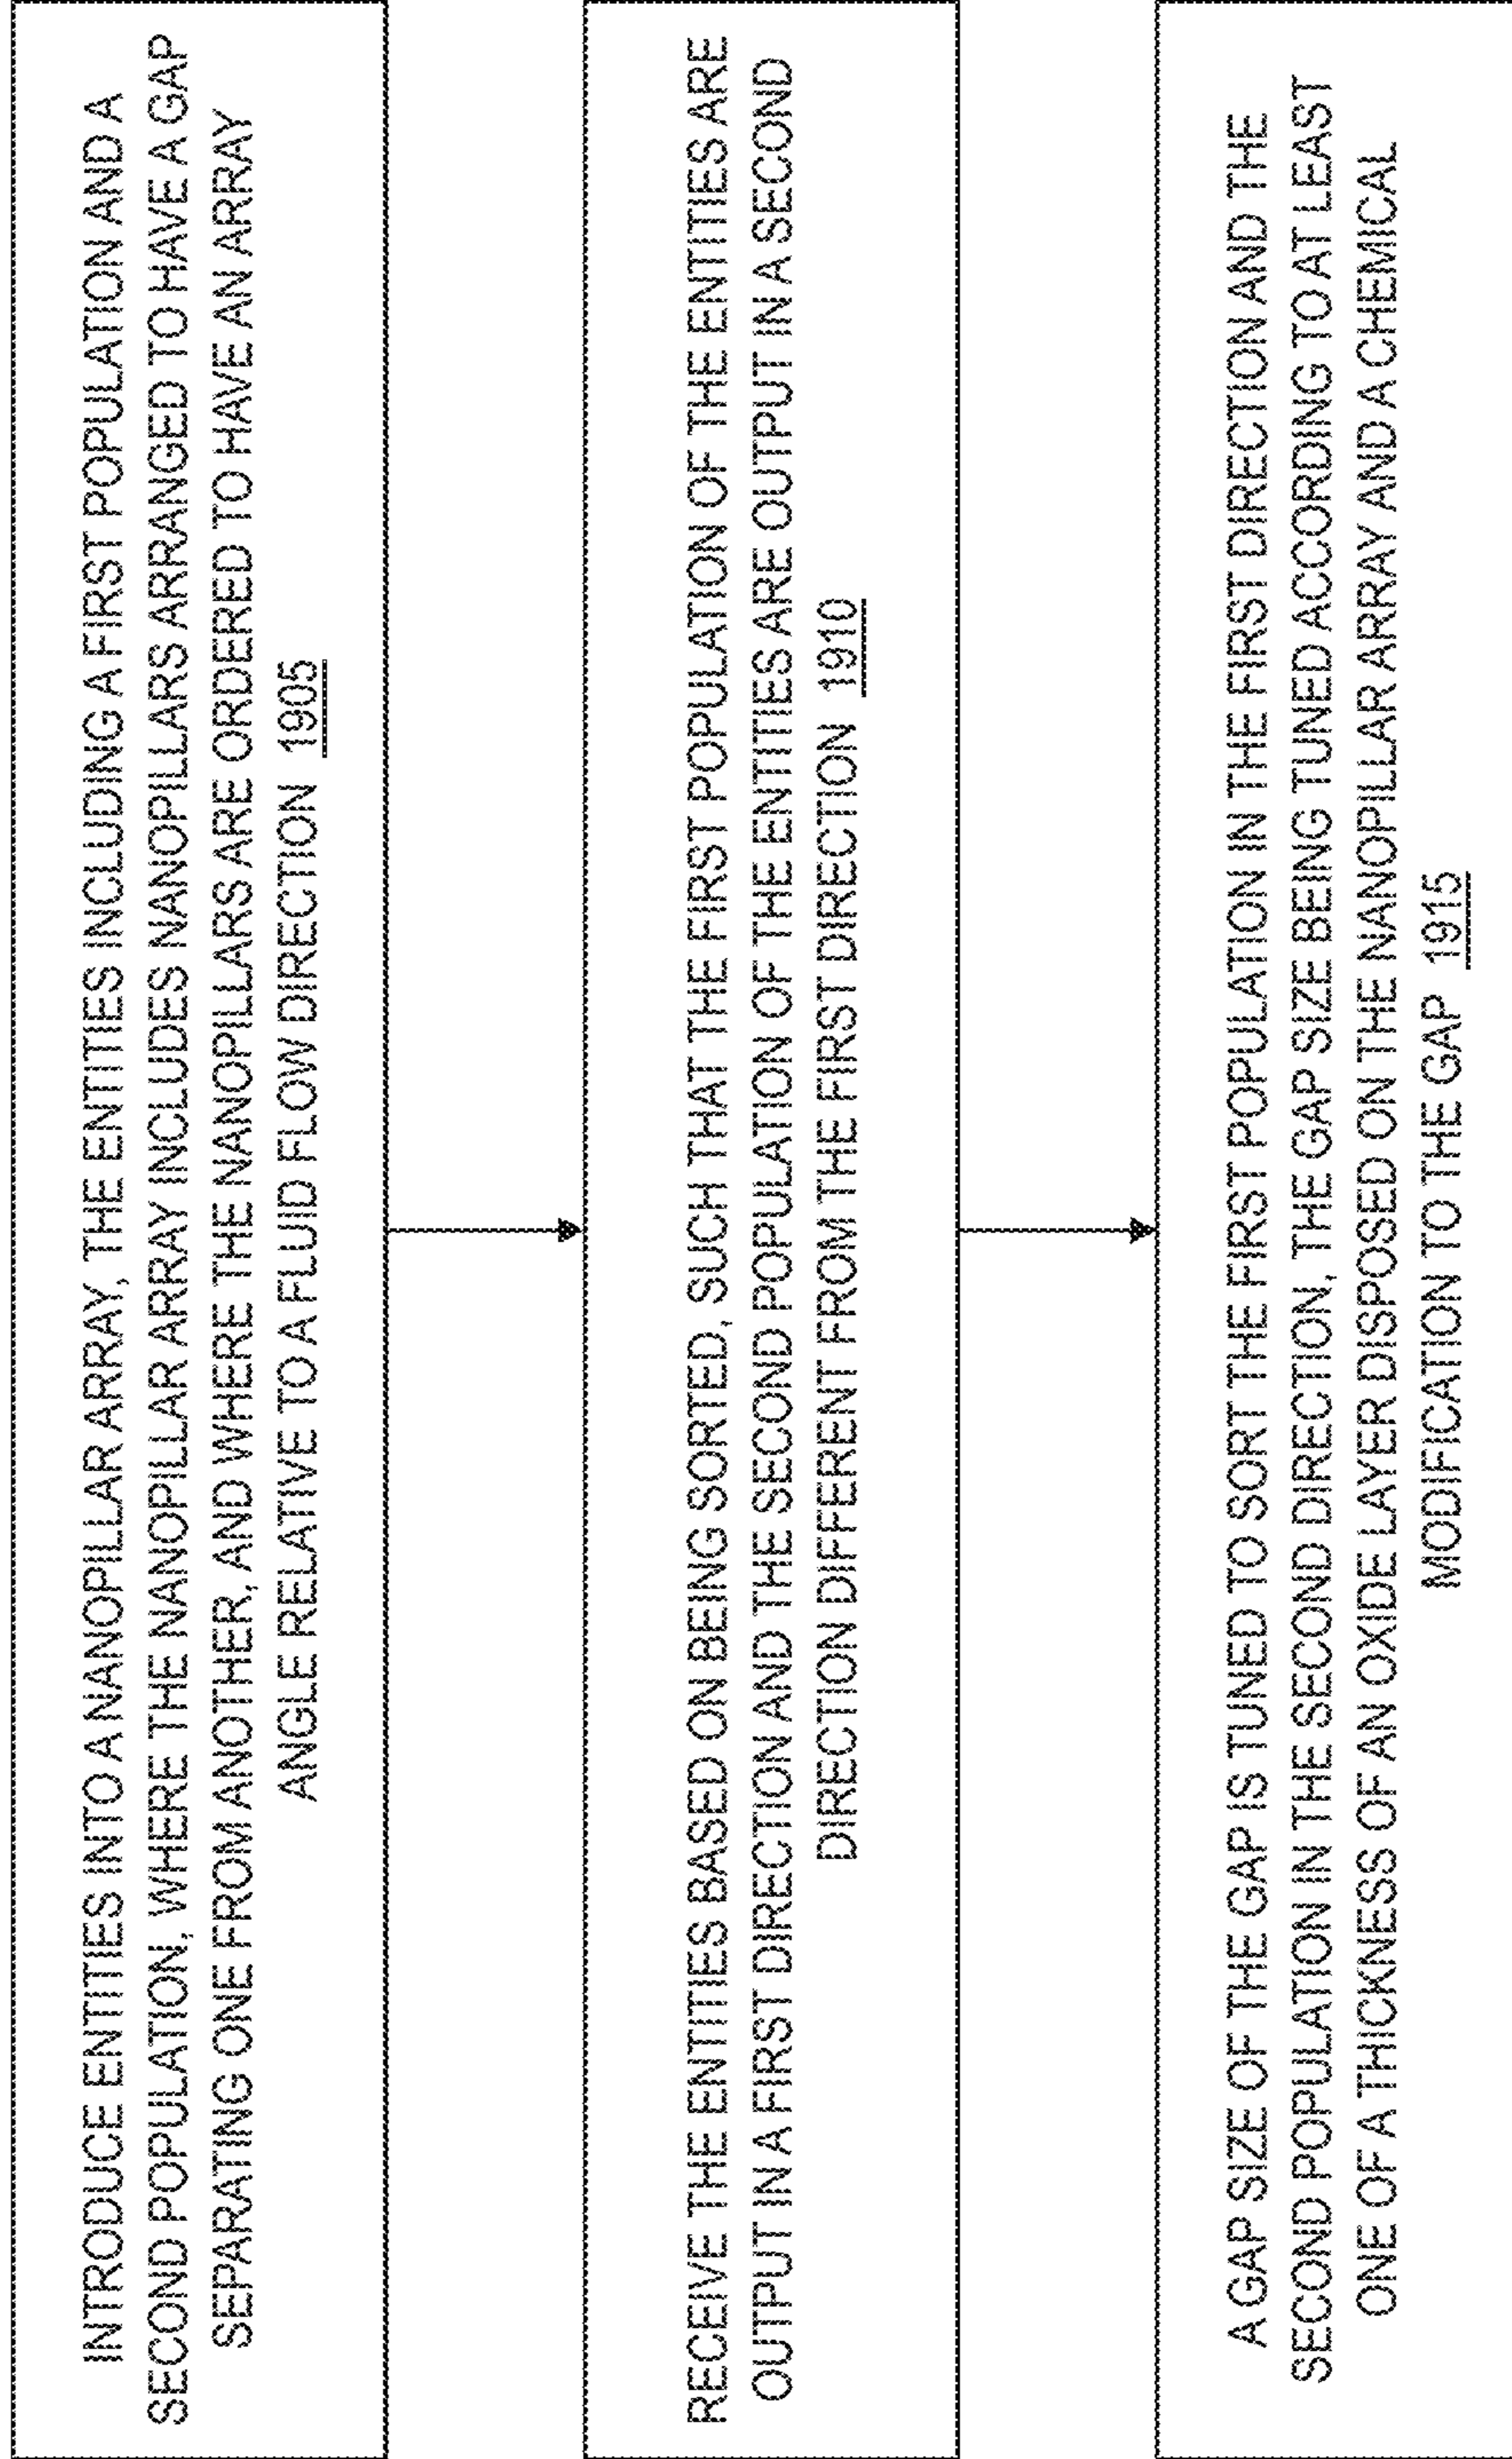 INTRODUCE ENTITIES INTO A NANOPILLAR ARRAY, THE ENTITIES INCLUDING A FIRST POPULATION AND A
SECOND POPULATION, WHERE THE NANOPILLAR ARRAY INCLUDES NANOPILLARS ARRANGED TO HAVE A GAP
SEPARATING ONE FROM ANOTHER, AND WHERE THE NANOPILLARS ARE ORDERED TO HAVE AN ARRAY
ANGLE RELATIVE TO A FLUID FLOW DIRECTION 1905
RECEIVE THE ENTITIES BASED ON BEING SORTED, SUCH THAT THE FIRST POPULATION OF THE ENTITIES ARE
OUTPUT IN A FIRST DIRECTION AND THE SECOND POPULATION OF THE ENTITIES ARE OUTPUT IN A SECOND
DIRECTION DIFFERENT FROM THE FIRST DIRECTION 1910
A GAP SIZE OF THE GAP IS TUNED TO SORT THE FIRST POPULATION IN THE FIRST DIRECTION AND THE
SECOND POPULATION IN THE SECOND DIRECTION, THE GAP SIZE BEING TUNED ACCORDING TO AT LEAST
ONE OF A THICKNESS OF AN OXIDE LAYER DISPOSED ON THE NANOPILLAR ARRAY AND A CHEMICAL
MODIFICATION TO THE GAP 1915